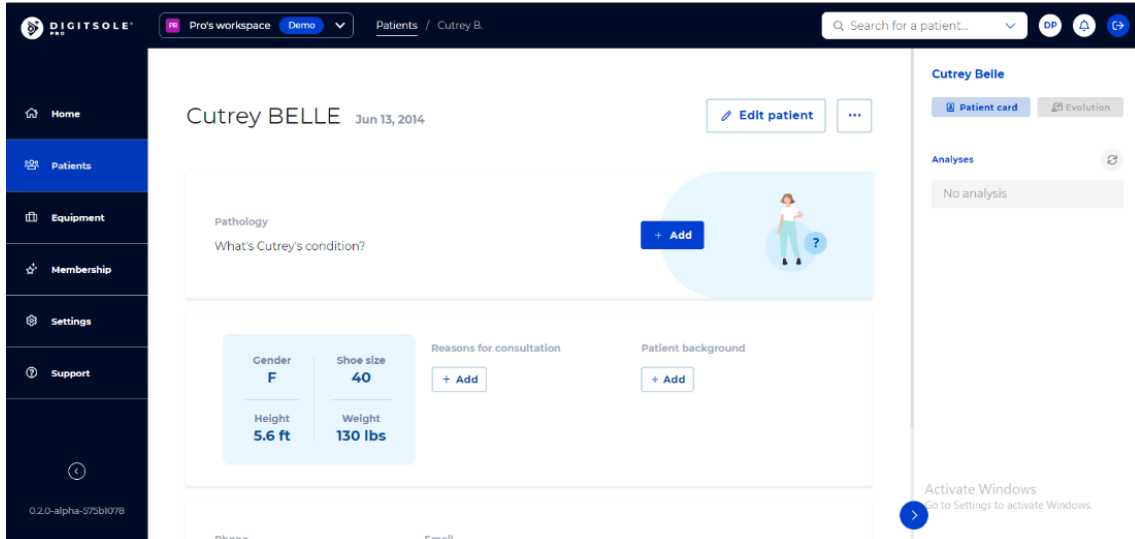 DIGITSOLE®
PRO
PR Pro's workspace Demo
Patients / Cutrey B.
Search for a patient...
DP
Home
Patients
Equipment
Membership
Settings
Support
0.2.0-alpha-575b1078
Cutrey BELLE Jun 13, 2014
Edit patient
...
Pathology
What's Cutrey's condition?
+ Add
?
Gender
F
Shoe size
40
Height
5.6 ft
Weight
130 lbs
Reasons for consultation
+ Add
Patient background
+ Add
Phone
Email
Cutrey Belle
Patient card
Evolution
Analyses
No analysis
Activate Windows
Go to Settings to activate Windows.